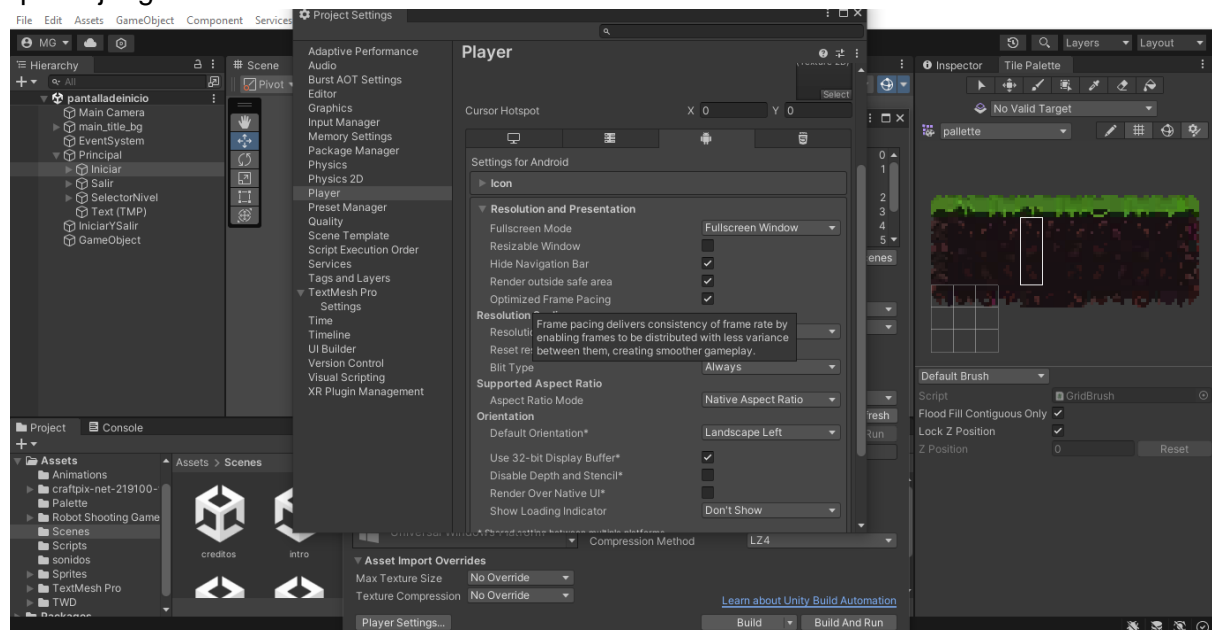 File Edit Assets GameObject Component Services
Project Settings
MG
Layers
Layout
Hierarchy
All
pantalladeinicio
Main Camera
main_title_bg
EventSystem
Principal
Iniciar
Salir
SelectorNivel
Text (TMP)
IniciarYSalir
GameObject
# Scene
Pivot
Adaptive Performance
Audio
Burst AOT Settings
Editor
Graphics
Input Manager
Memory Settings
Package Manager
Physics
Physics 2D
Player
Preset Manager
Quality
Scene Template
Script Execution Order
Services
Tags and Layers
TextMesh Pro
Settings
Time
Timeline
UI Builder
Version Control
Visual Scripting
XR Plugin Management
Player
Select
Cursor Hotspot X 0 Y 0
Settings for Android
Icon
Resolution and Presentation
Fullscreen Mode Fullscreen Window
Resizable Window
Hide Navigation Bar
Render outside safe area
Optimized Frame Pacing
Frame pacing delivers consistency of frame rate by
enabling frames to be distributed with less variance
between them, creating smoother gameplay.
Blit Type Always
Supported Aspect Ratio
Aspect Ratio Mode Native Aspect Ratio
Orientation
Default Orientation* Landscape Left
Use 32-bit Display Buffer*
Disable Depth and Stencil*
Render Over Native UI*
Show Loading Indicator Don't Show
0
1
2
3
4
5
enes
Inspector Tile Palette
No Valid Target
pallette
Default Brush
Script GridBrush
Flood Fill Contiguous Only
Lock Z Position
Z Position 0 Reset
Project Console
Assets
Animations
craftpix-net-219100-
Palette
Robot Shooting Game
Scenes
Scripts
sonidos
Sprites
TextMesh Pro
TWD
Assets > Scenes
creditos intro
Compression Method LZ4
Asset Import Overrides
Max Texture Size No Override
Texture Compression No Override
Learn about Unity Build Automation
Player Settings... Build Build And Run